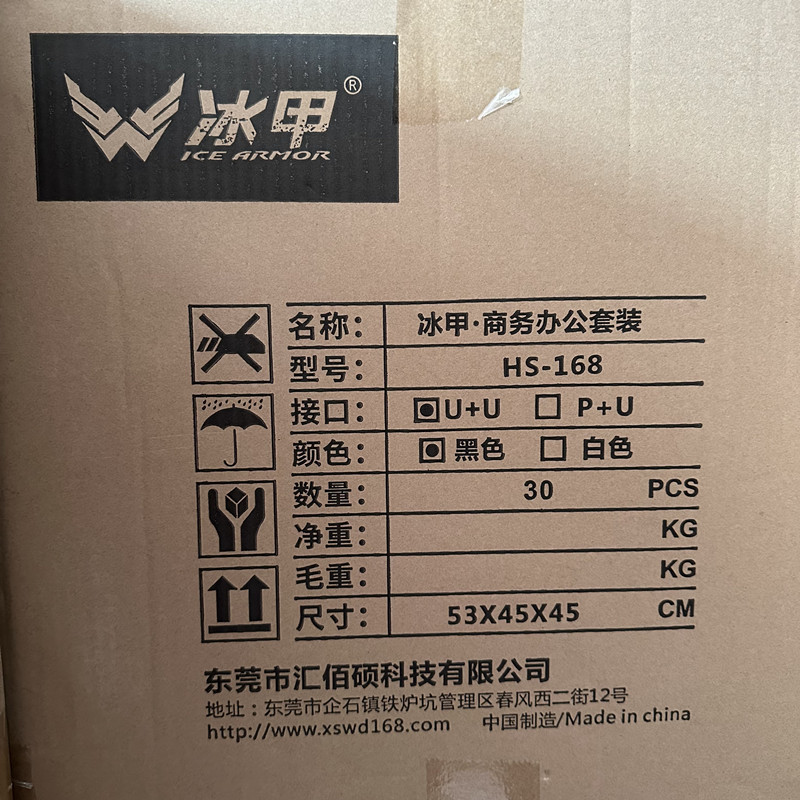 冰甲®
ICE ARMOR
名称： 冰甲·商务办公套装
型号： HS-168
接口： U+U P+U
颜色： 黑色 白色
数量： 30 PCS
净重： KG
毛重： KG
尺寸： 53X45X45 CM
东莞市汇佰硕科技有限公司
地址：东莞市企石镇铁炉坑管理区春风西二街12号
http://www.xswd168.com 中国制造/Made in china